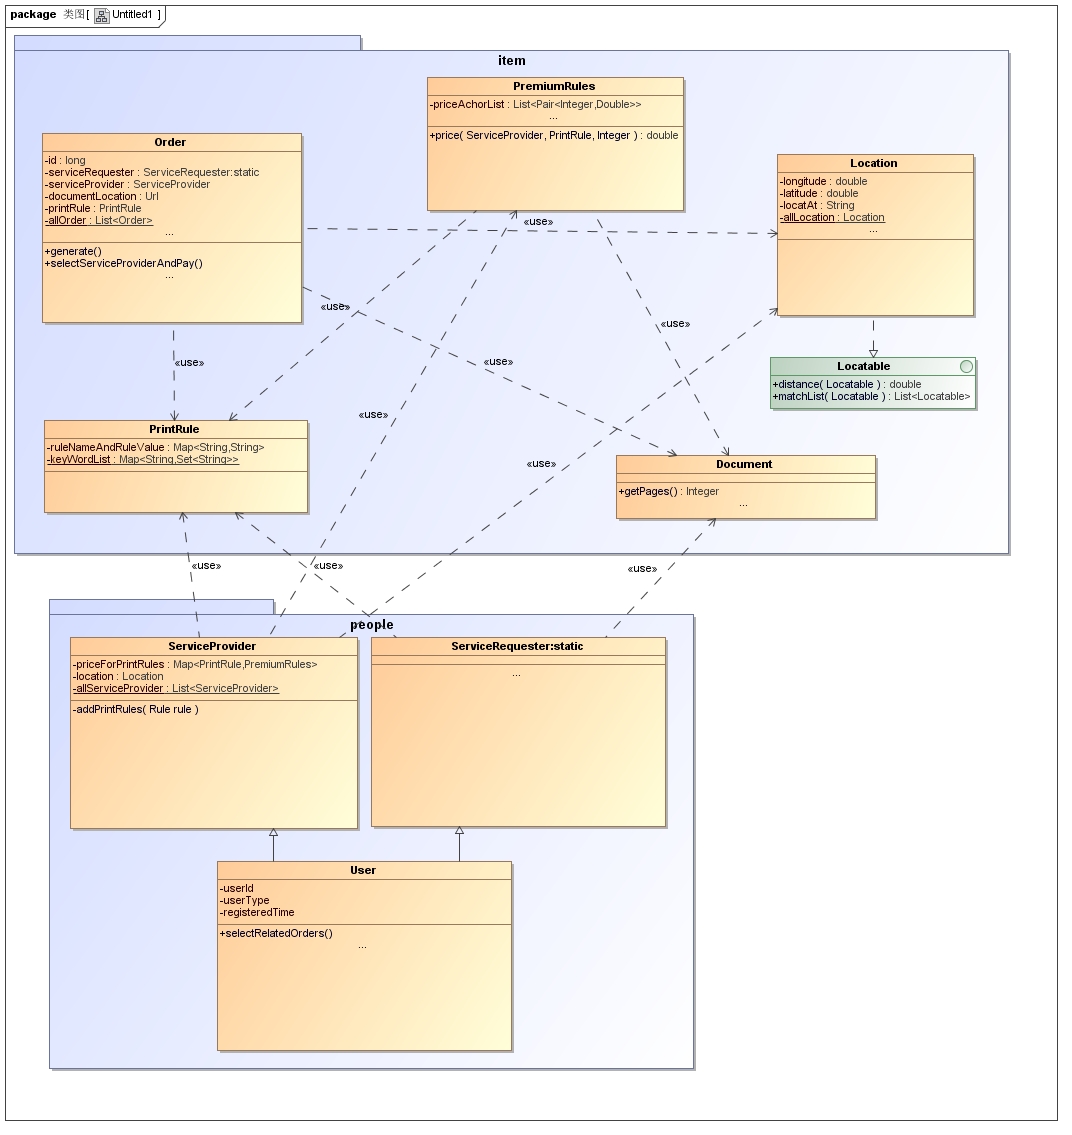 package 类图[ Untitled1 ]
item
PremiumRules
-priceAchorList : List<Pair<Integer,Double>>
...
+price( ServiceProvider, PrintRule, Integer ) : double
Order
-id : long
-serviceRequester : ServiceRequester:static
-serviceProvider : ServiceProvider
-documentLocation : Url
-printRule : PrintRule
-allOrder : List<Order>
...
+generate()
+selectServiceProviderAndPay()
...
Location
-longitude : double
-latitude : double
-locatAt : String
-allLocation : Location
...
«use»
«use»
«use»
«use»
«use»
«use»
«use»
Locatable
+distance( Locatable ) : double
+matchList( Locatable ) : List<Locatable>
PrintRule
-ruleNameAndRuleValue : Map<String,String>
-keyWordList : Map<String,Set<String>>
Document
+getPages() : Integer
...
«use»
«use»
«use»
people
ServiceProvider
-priceForPrintRules : Map<PrintRule,PremiumRules>
-location : Location
-allServiceProvider : List<ServiceProvider>
-addPrintRules( Rule rule )
ServiceRequester:static
...
User
-userId
-userType
-registeredTime
+selectRelatedOrders()
...